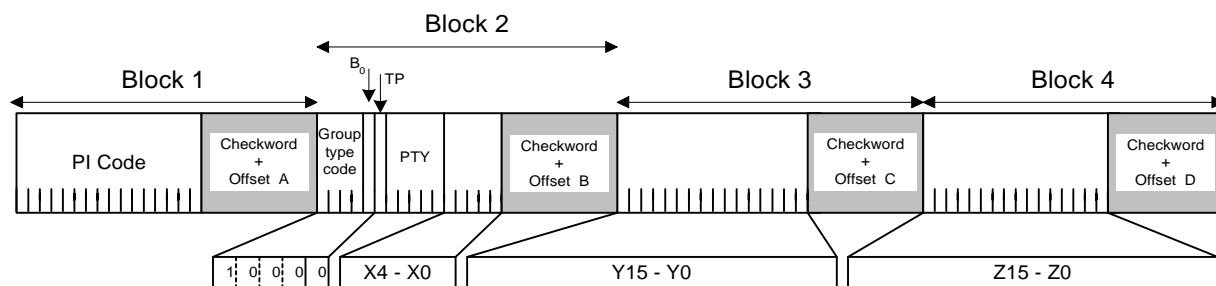 Block 2
B0
TP
Block 1
Block 3
Block 4
PI Code
Checkword
+
Offset A
Group
type
code
PTY
Checkword
+
Offset B
Checkword
+
Offset C
Checkword
+
Offset D
1 0 0 0 0
X4 - X0
Y15 - Y0
Z15 - Z0